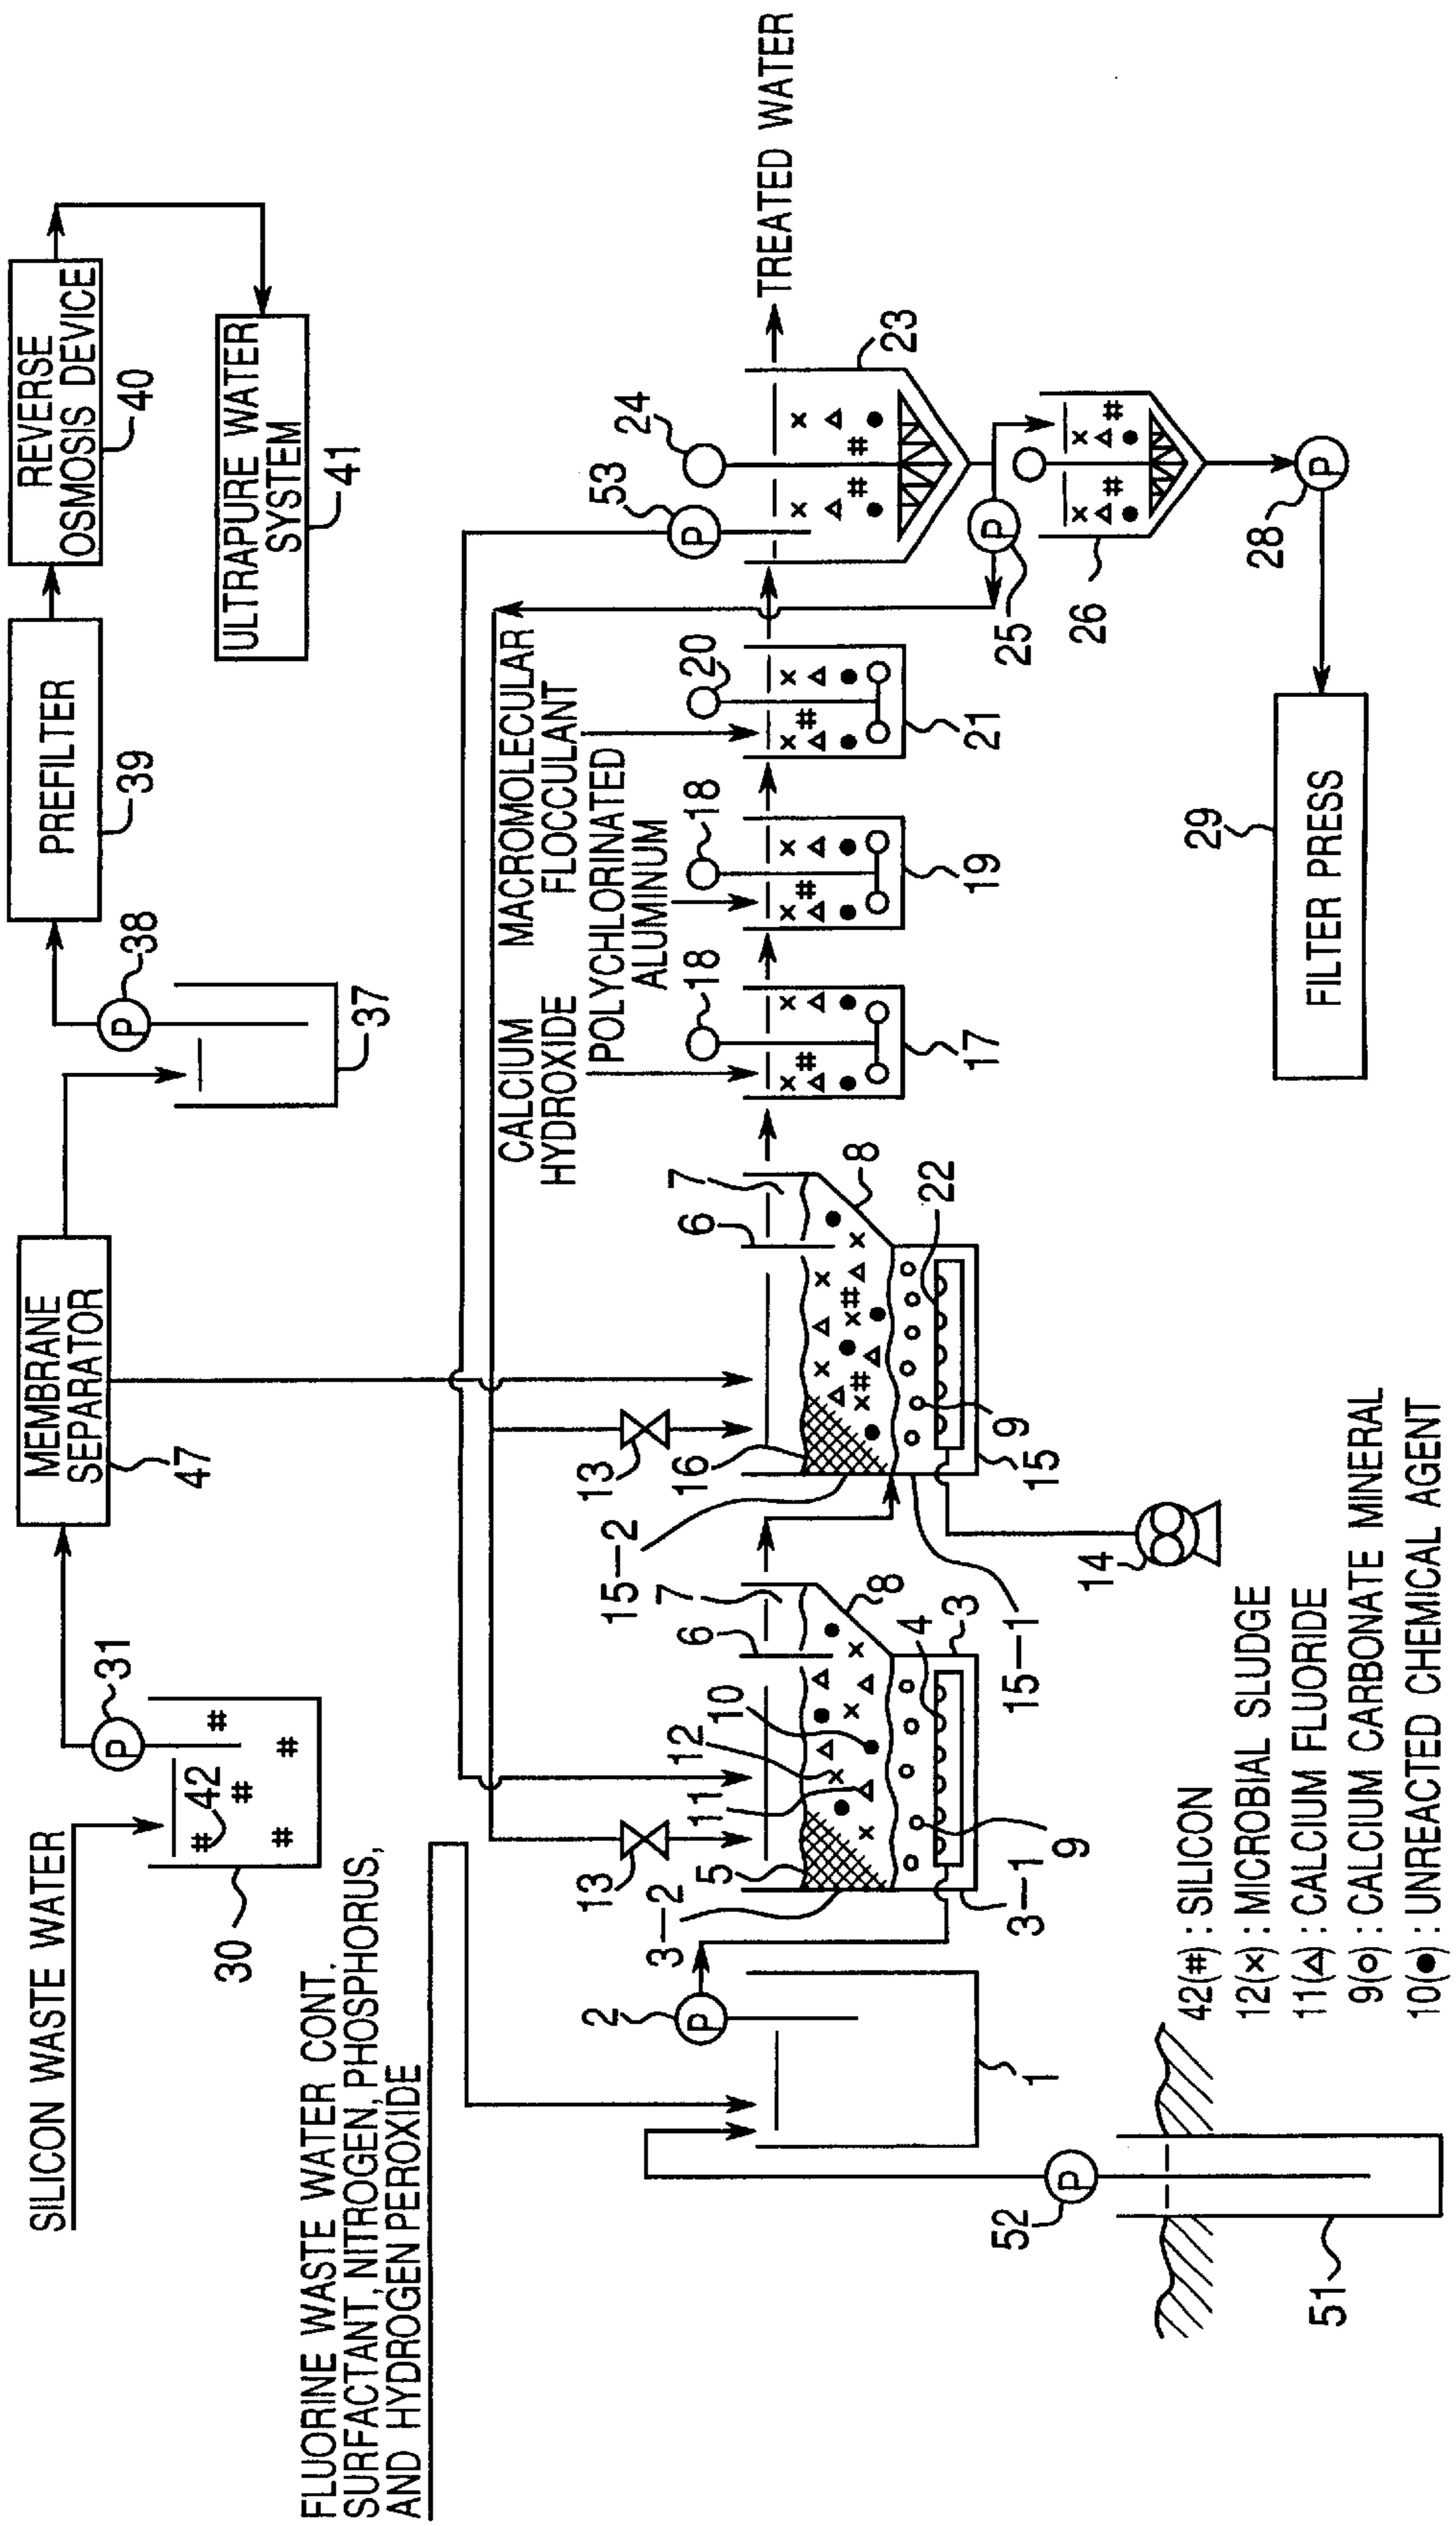 SILICON WASTE WATER
30
42
31
P
MEMBRANE
SEPARATOR
47
37
38
P
PREFILTER
39
REVERSE
OSMOSIS DEVICE
40
ULTRAPURE WATER
SYSTEM
41
FLUORINE WASTE WATER CONT.
SURFACTANT, NITROGEN, PHOSPHORUS,
AND HYDROGEN PEROXIDE
CALCIUM
HYDROXIDE
POLYCHLORINATED
ALUMINUM
MACROMOLECULAR
FLOCCULANT
TREATED WATER
1
2
P
3-2
3-1
3
4
5
6
7
8
9
10
11
12
13
13
14
15-2
15-1
15
16
6
7
8
9
22
17
18
19
18
21
20
53
P
24
23
25
P
26
28
P
29
FILTER PRESS
51
52
P
42(#) : SILICON
12(×) : MICROBIAL SLUDGE
11(△) : CALCIUM FLUORIDE
9(○) : CALCIUM CARBONATE MINERAL
10(●) : UNREACTED CHEMICAL AGENT